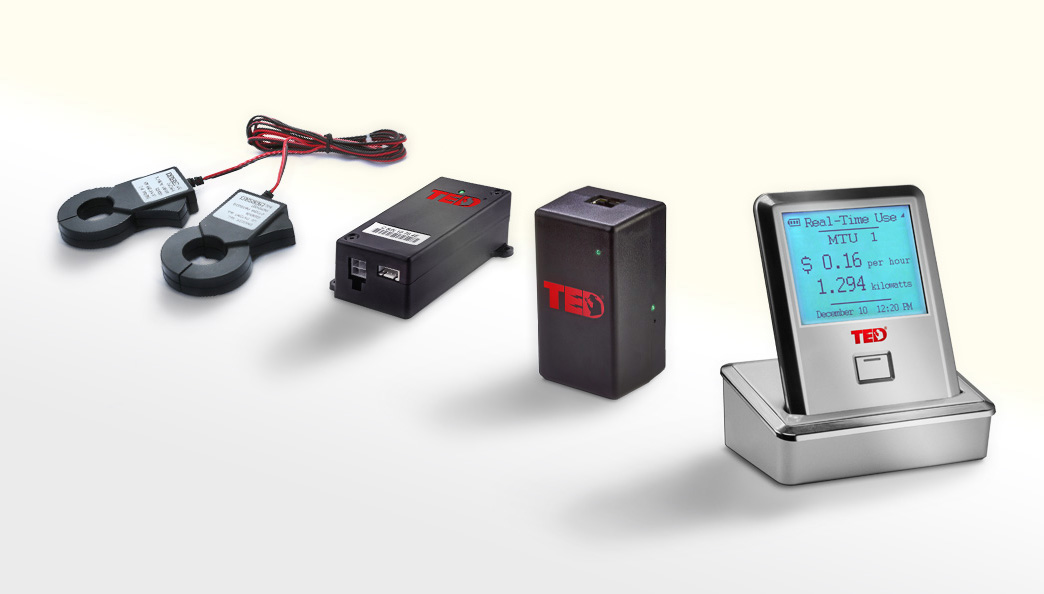 TED
TED
Real-Time Use
MTU 1
$ 0.16 per hour
1.294 kilowatts
December 10 12:20 PM
TED